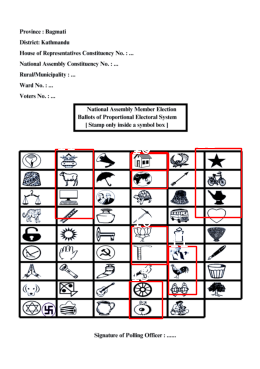 Province : Bagmati
District: Kathmandu
House of Representatives Constituency No. : ...
National Assembly Constituency No. : ...
Rural/Municipality : ...
Ward No. : ...
Voters No. : ...
National Assembly Member Election
Ballots of Proportional Electoral System
[ Stamp only inside a symbol box ]
Signature of Polling Officer : ......